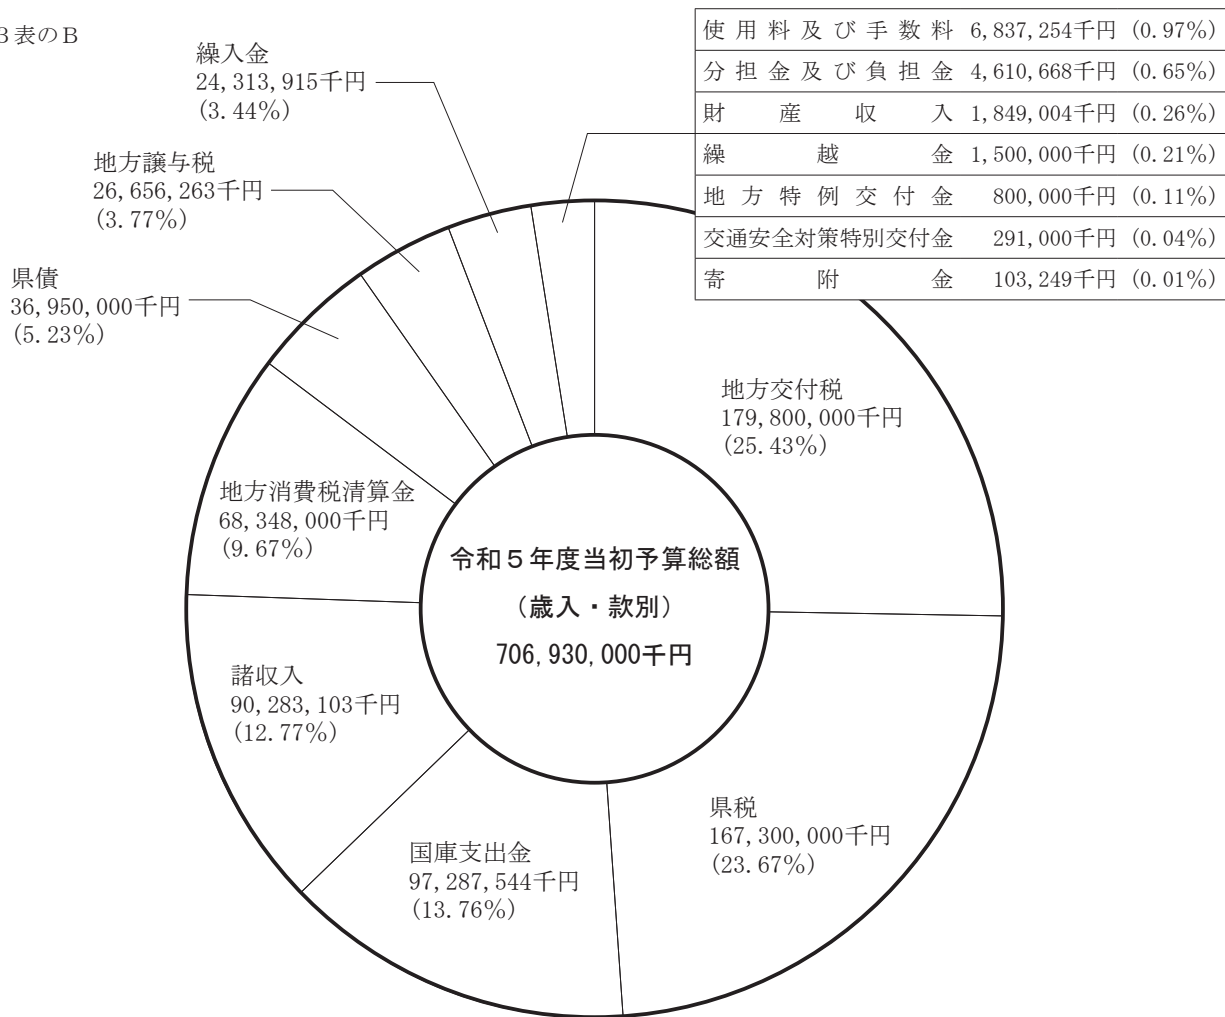 3表のB
使用料及び手数料 6,837,254千円 (0.97%)
分担金及び負担金 4,610,668千円 (0.65%)
財産収入 1,849,004千円 (0.26%)
繰越金 1,500,000千円 (0.21%)
地方特例交付金 800,000千円 (0.11%)
交通安全対策特別交付金 291,000千円 (0.04%)
寄附金 103,249千円 (0.01%)
繰入金
24,313,915千円
(3.44%)
地方譲与税
26,656,263千円
(3.77%)
県債
36,950,000千円
(5.23%)
地方交付税
179,800,000千円
(25.43%)
地方消費税清算金
68,348,000千円
(9.67%)
令和5年度当初予算総額
(歳入・款別)
706,930,000千円
諸収入
90,283,103千円
(12.77%)
県税
167,300,000千円
(23.67%)
国庫支出金
97,287,544千円
(13.76%)